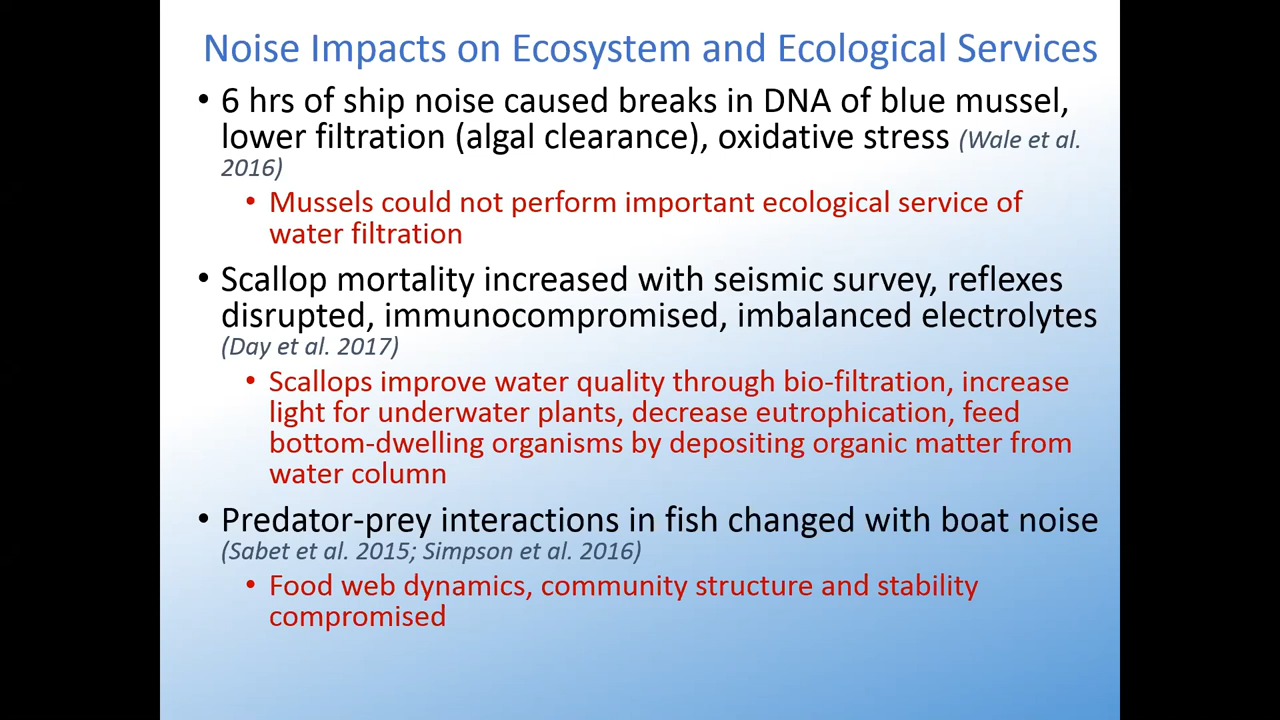 Noise Impacts on Ecosystem and Ecological Services
• 6 hrs of ship noise caused breaks in DNA of blue mussel,
lower filtration (algal clearance), oxidative stress (Wale et al.
2016)
• Mussels could not perform important ecological service of
water filtration
• Scallop mortality increased with seismic survey, reflexes
disrupted, immunocompromised, imbalanced electrolytes
(Day et al. 2017)
• Scallops improve water quality through bio-filtration, increase
light for underwater plants, decrease eutrophication, feed
bottom-dwelling organisms by depositing organic matter from
water column
• Predator-prey interactions in fish changed with boat noise
(Sabet et al. 2015; Simpson et al. 2016)
• Food web dynamics, community structure and stability
compromised